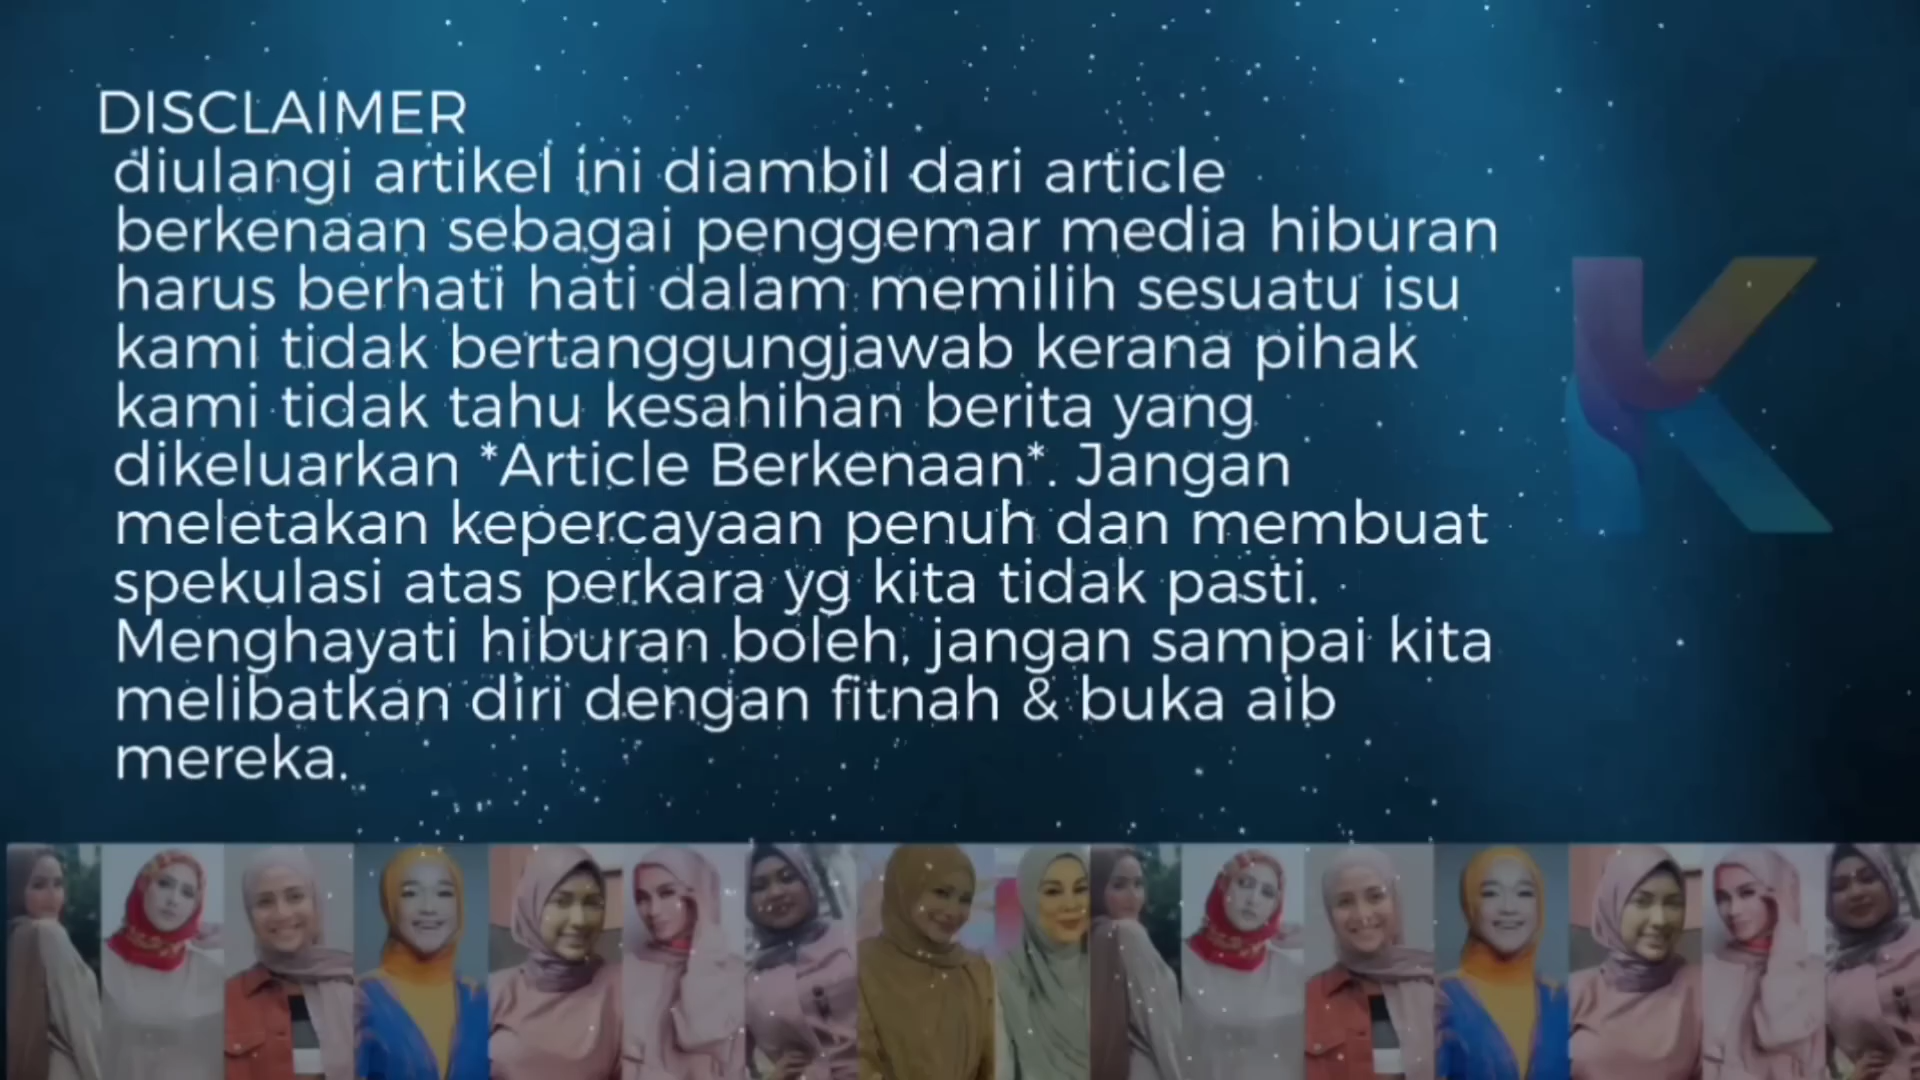 DISCLAIMER
diulangi artikel ini diambil dari article
berkenaan sebagai penggemar media hiburan
harus berhati hati dalam memilih sesuatu isu
kami tidak bertanggungjawab kerana pihak
kami tidak tahu kesahihan berita yang
dikeluarkan *Article Berkenaan*. Jangan
meletakan kepercayaan penuh dan membuat
spekulasi atas perkara yg kita tidak pasti.
Menghayati hiburan boleh, jangan sampai kita
melibatkan diri dengan fitnah & buka aib
mereka.
K